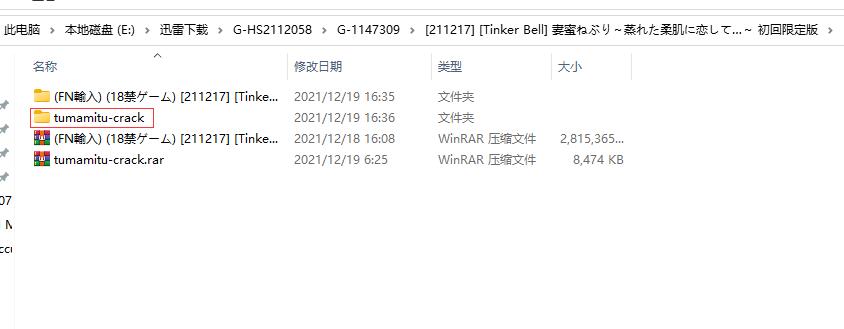 此电脑 > 本地磁盘 (E:) > 迅雷下载 > G-HS2112058 > G-1147309 > [211217] [Tinker Bell] 妻蜜ねぶり～蒸れた柔肌に恋して…～ 初回限定版 >
名称 修改日期 类型 大小
(FN輸入) (18禁ゲーム) [211217] [Tinke... 2021/12/19 16:35 文件夹
tumamitu-crack 2021/12/19 16:36 文件夹
(FN輸入) (18禁ゲーム) [211217] [Tinke... 2021/12/18 16:08 WinRAR 压缩文件 2,815,365...
07 tumamitu-crack.rar 2021/12/19 6:25 WinRAR 压缩文件 8,474 KB